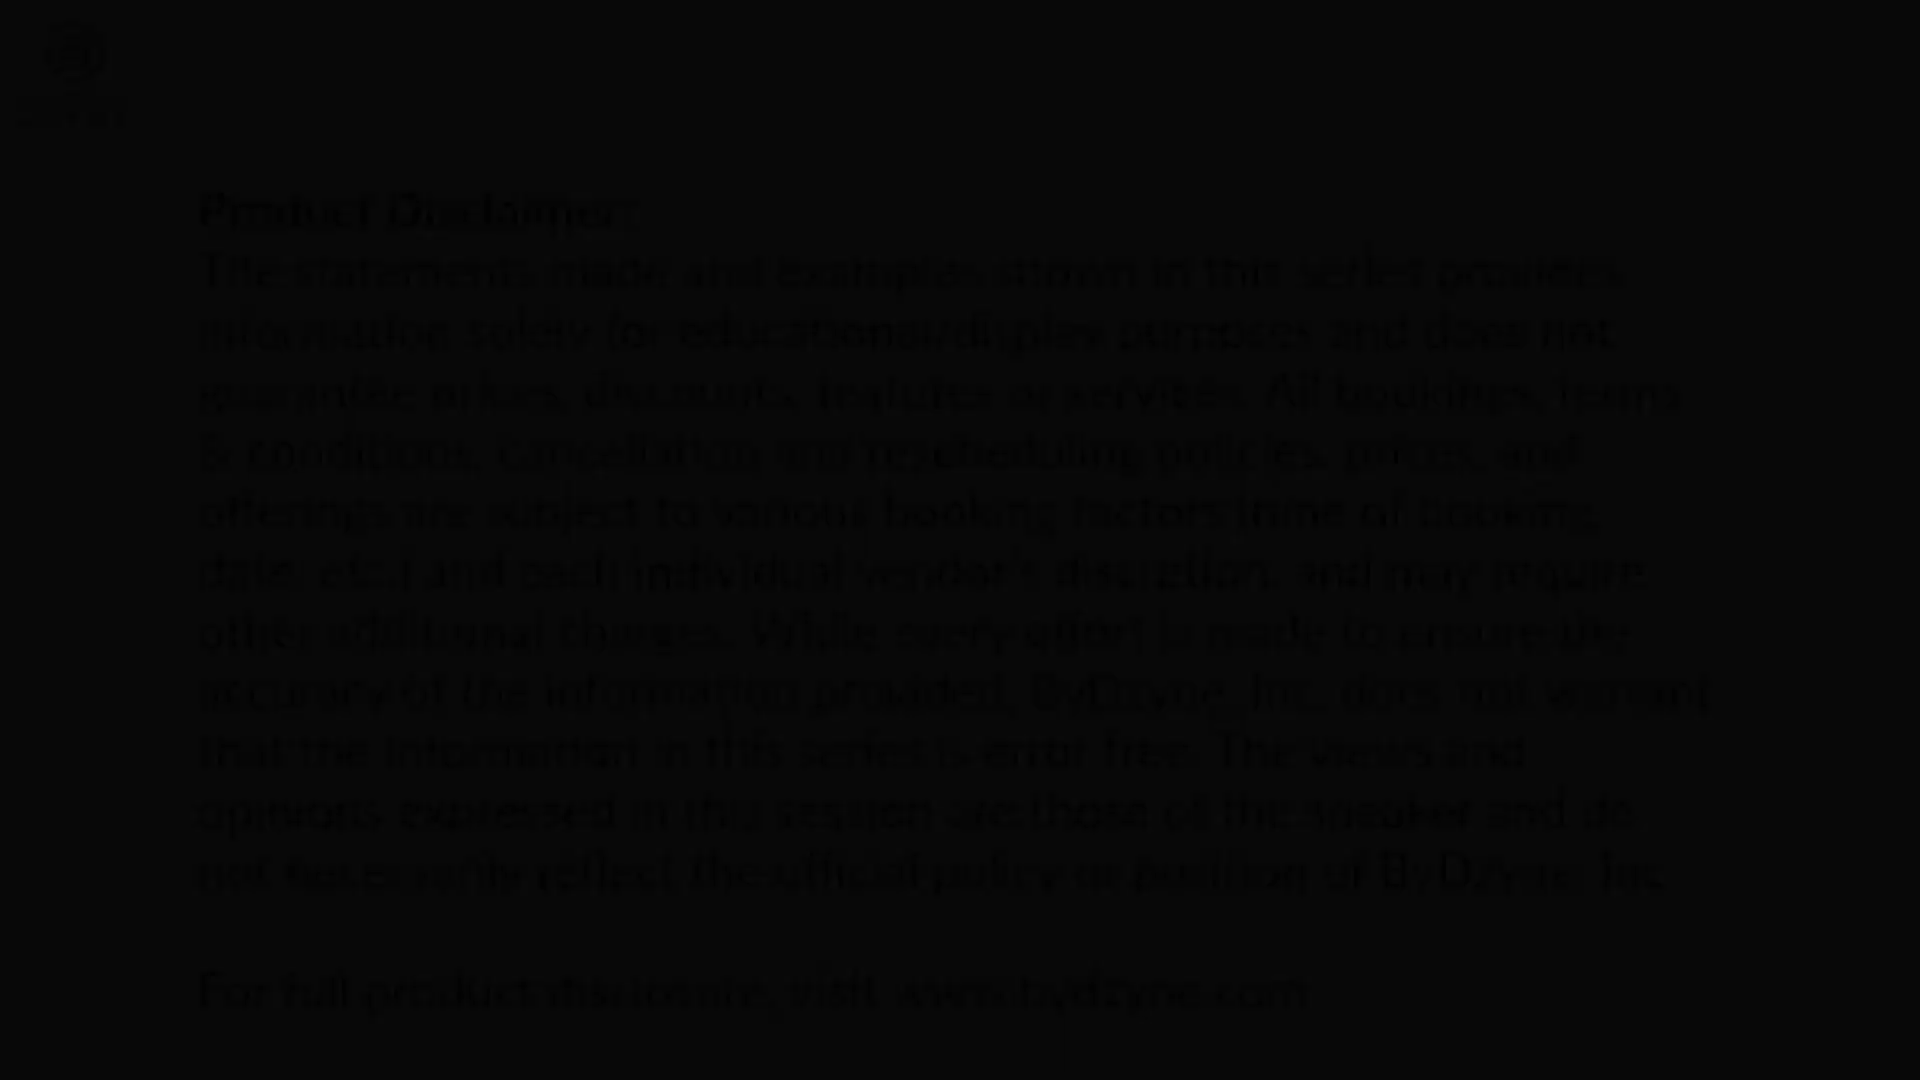 Product Disclaimer:
The statements made and examples shown in this series provides
information solely for educational/display purposes and does not
guarantee prices, discounts, features or services. All bookings, terms
& conditions, cancellation and rescheduling policies, prices, and
offerings are subject to various booking factors (time of booking,
date, etc.) and each individual vendor's discretion, and may require
other additional charges. While every effort is made to ensure the
accuracy of the information provided, ByDzyne, Inc. does not warrant
that the information in this series is error free. The views and
opinions expressed in this session are those of the speaker and do
not necessarily reflect the official policy or position of ByDzyne, Inc.
For full product disclosure, visit www.bydzyne.com